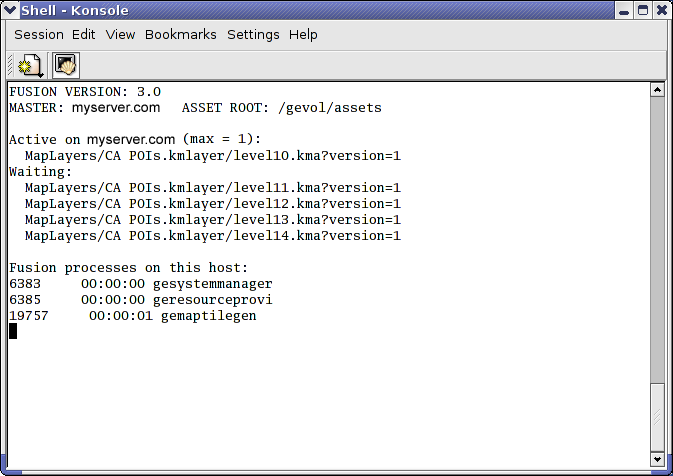 Shell - Konsole
Session Edit View Bookmarks Settings Help
FUSION VERSION: 3.0
MASTER: myserver.com ASSET ROOT: /gevol/assets
Active on myserver.com (max = 1):
MapLayers/CA POIs.kmlayer/level10.kma?version=1
Waiting:
MapLayers/CA POIs.kmlayer/level11.kma?version=1
MapLayers/CA POIs.kmlayer/level12.kma?version=1
MapLayers/CA POIs.kmlayer/level13.kma?version=1
MapLayers/CA POIs.kmlayer/level14.kma?version=1
Fusion processes on this host:
6383 00:00:00 gesystemmanager
6385 00:00:00 geresourceprovi
19757 00:00:01 gemaptilegen